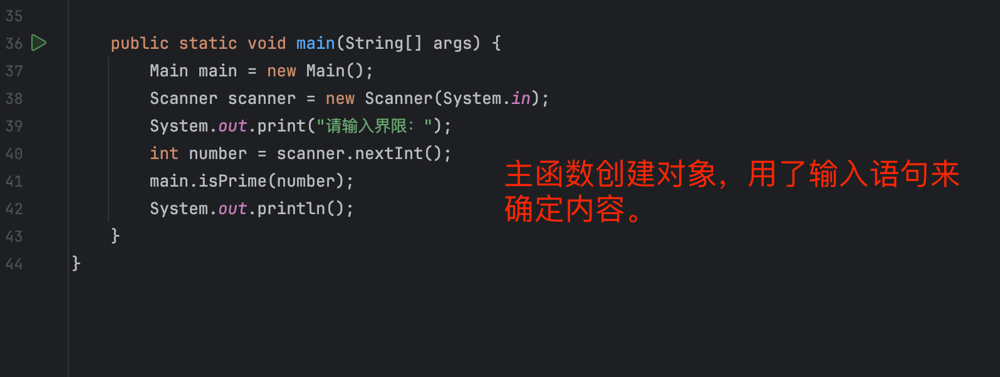 35
36 public static void main(String[] args) {
37 Main main = new Main();
38 Scanner scanner = new Scanner(System.in);
39 System.out.print("请输入界限：");
40 int number = scanner.nextInt();
41 main.isPrime(number);
42 System.out.println();
43 }
44 }
主函数创建对象，用了输入语句来
确定内容。